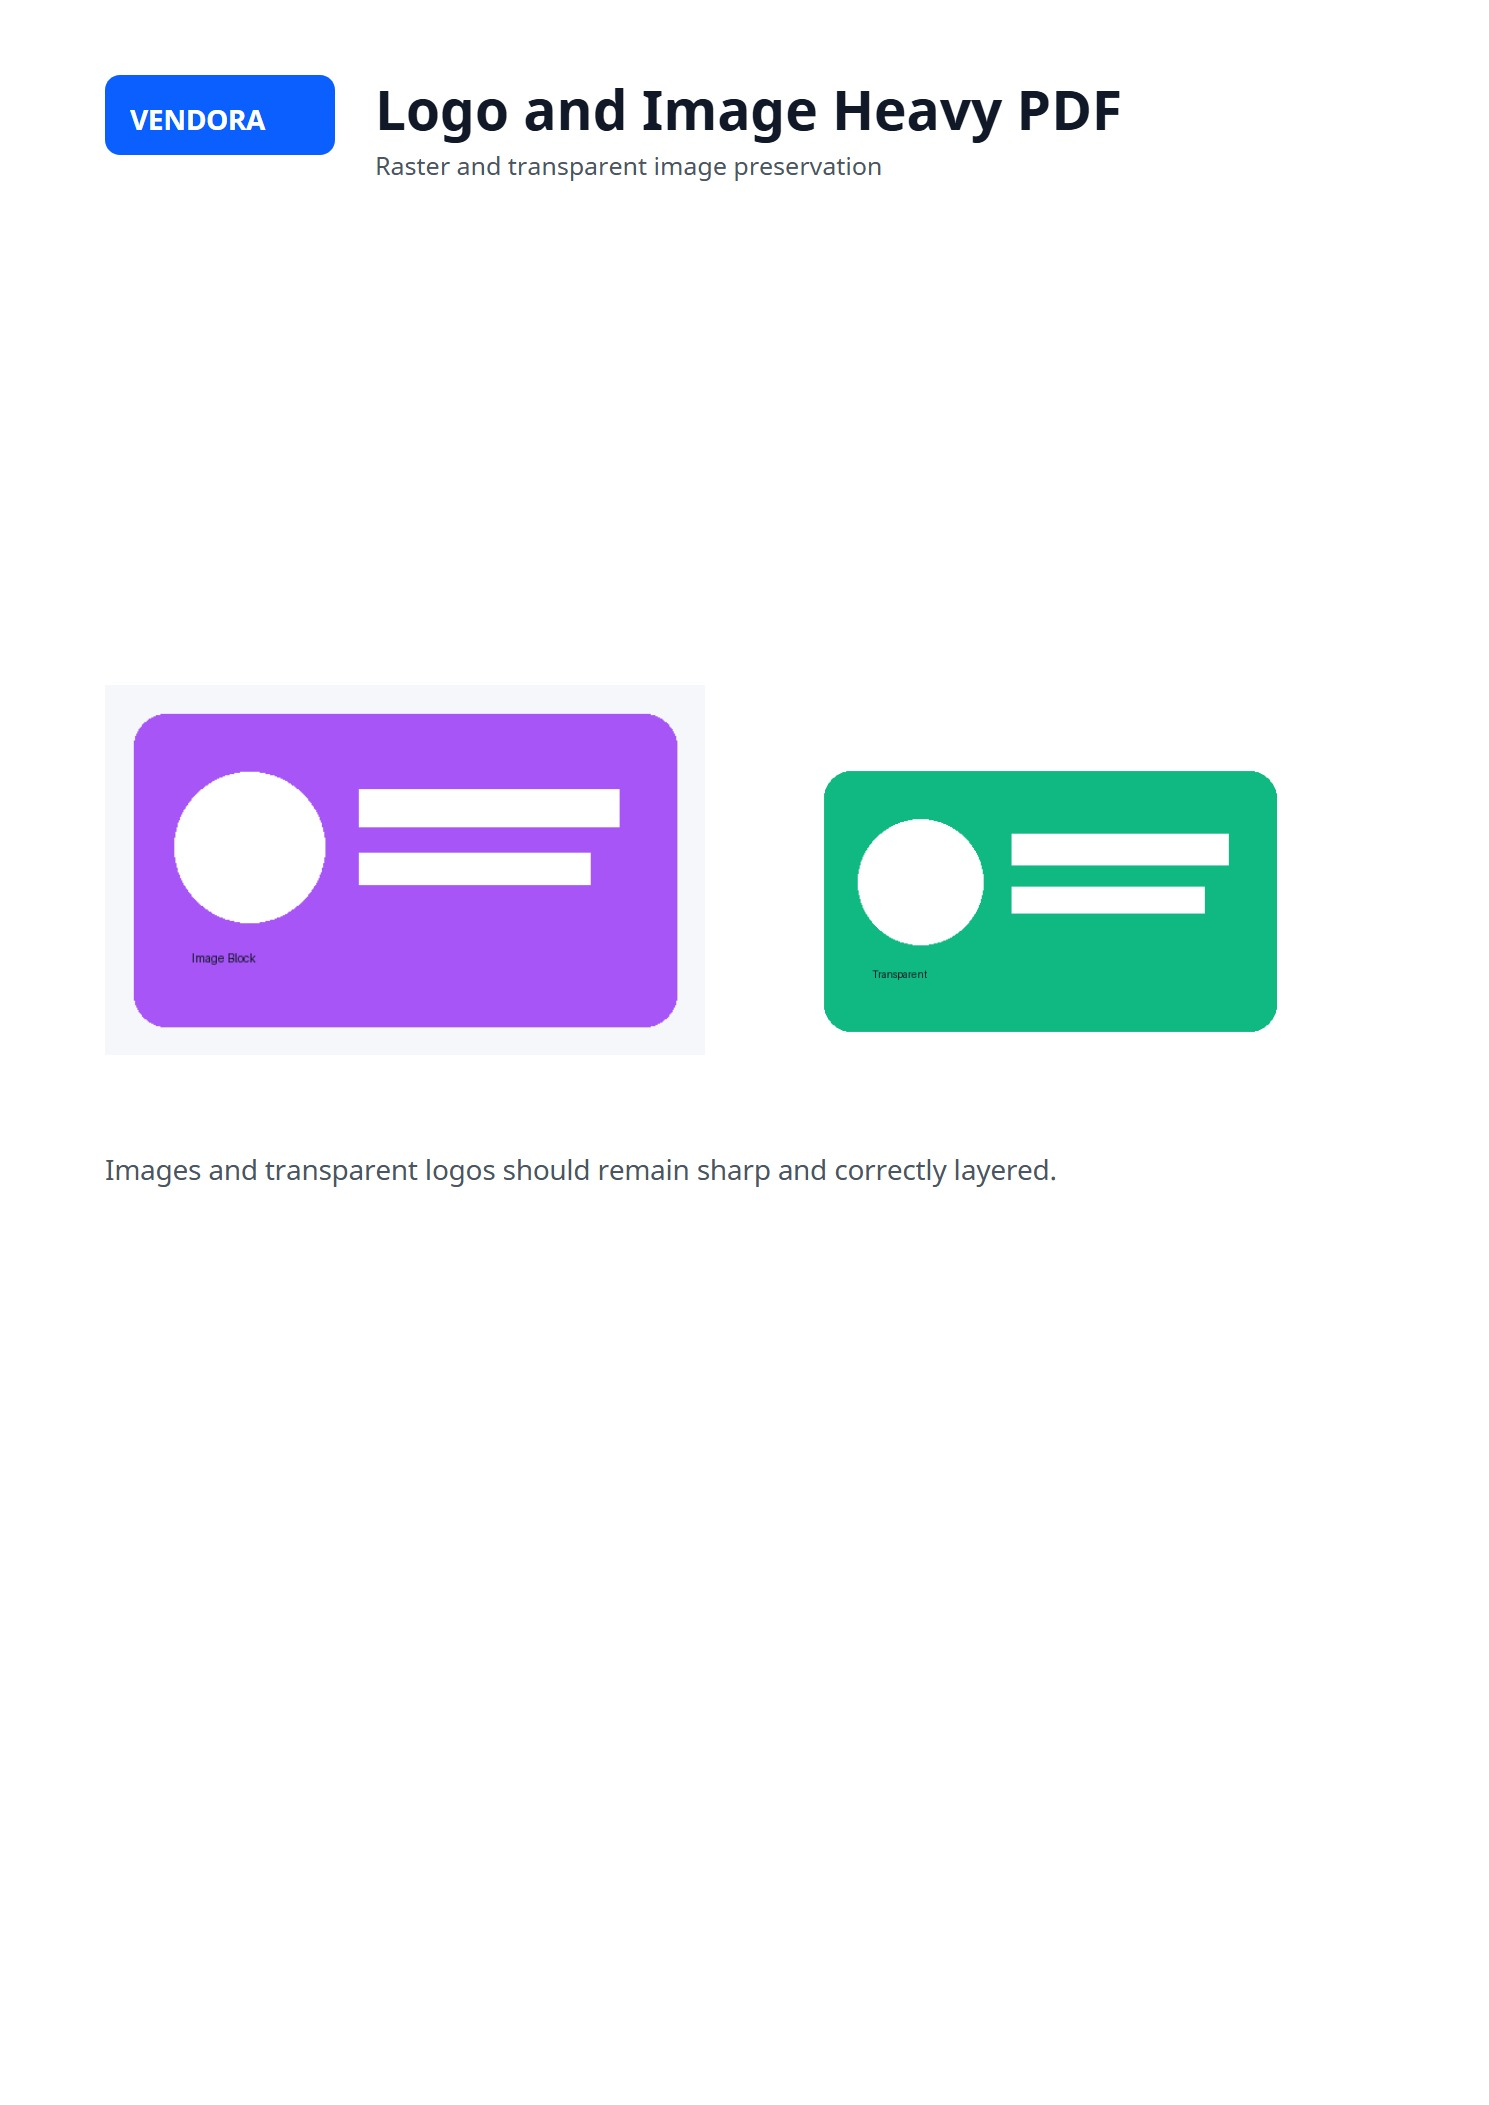 VENDORA
Logo and Image Heavy PDF
Raster and transparent image preservation
Image Block
Transparent
Images and transparent logos should remain sharp and correctly layered.